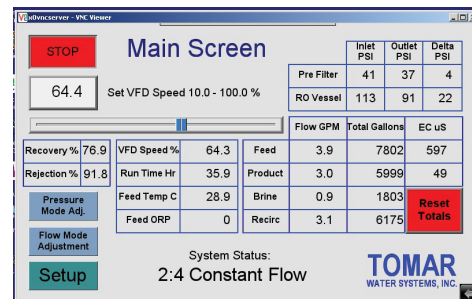 x0vncserver - VNC Viewer
STOP
Main Screen
Inlet PSI Outlet PSI Delta PSI
Pre Filter 41 37 4
RO Vessel 113 91 22
64.4 Set VFD Speed 10.0 - 100.0 %
Flow GPM Total Gallons EC uS
Recovery % 76.9 VFD Speed % 64.3 Feed 3.9 7802 597
Rejection % 91.8 Run Time Hr 35.9 Product 3.0 5999 49
Feed Temp C 28.9 Brine 0.9 1803
Feed ORP 0 Recirc 3.1 6175
Reset
Totals
Pressure
Mode Adj.
Flow Mode
Adjustment
Setup
System Status:
2:4 Constant Flow
TOMAR
WATER SYSTEMS, INC.